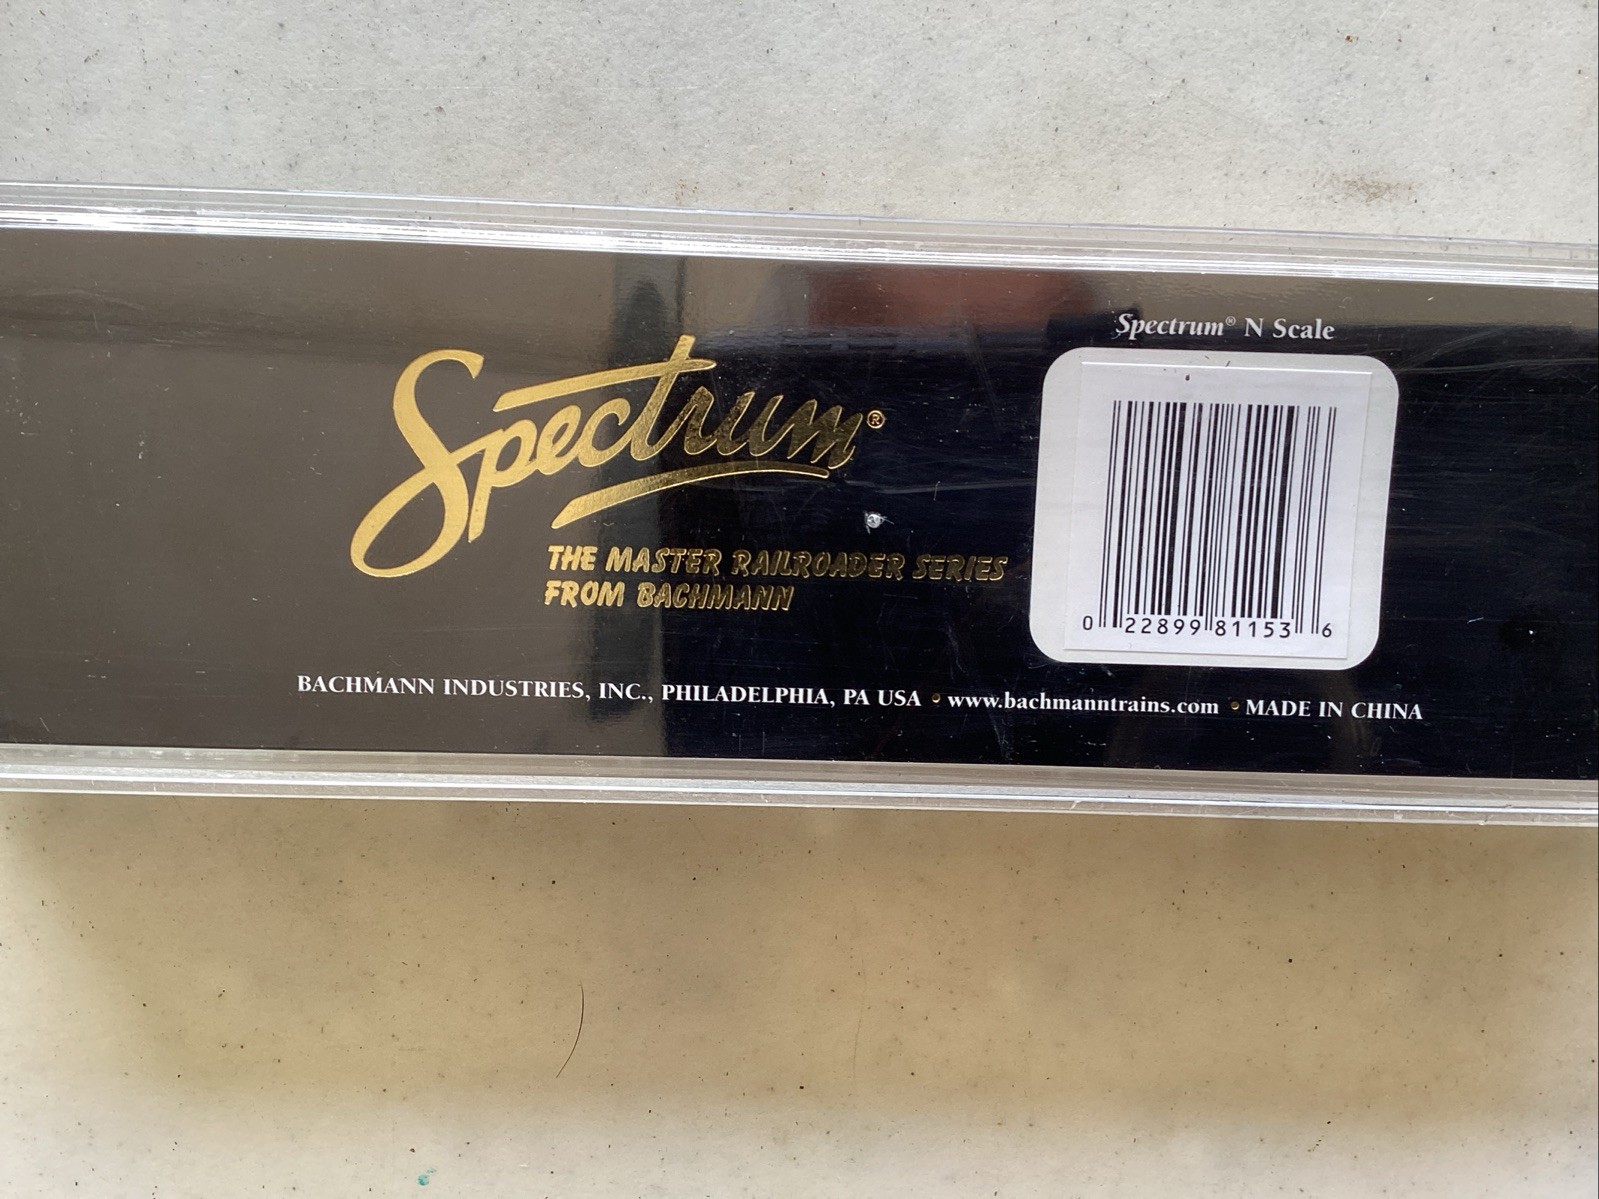 Spectrum® N Scale
Spectrum®
THE MASTER RAILROADER SERIES
FROM BACHMANN
0 22899 81153 6
BACHMANN INDUSTRIES, INC., PHILADELPHIA, PA USA • www.bachmanntrains.com • MADE IN CHINA